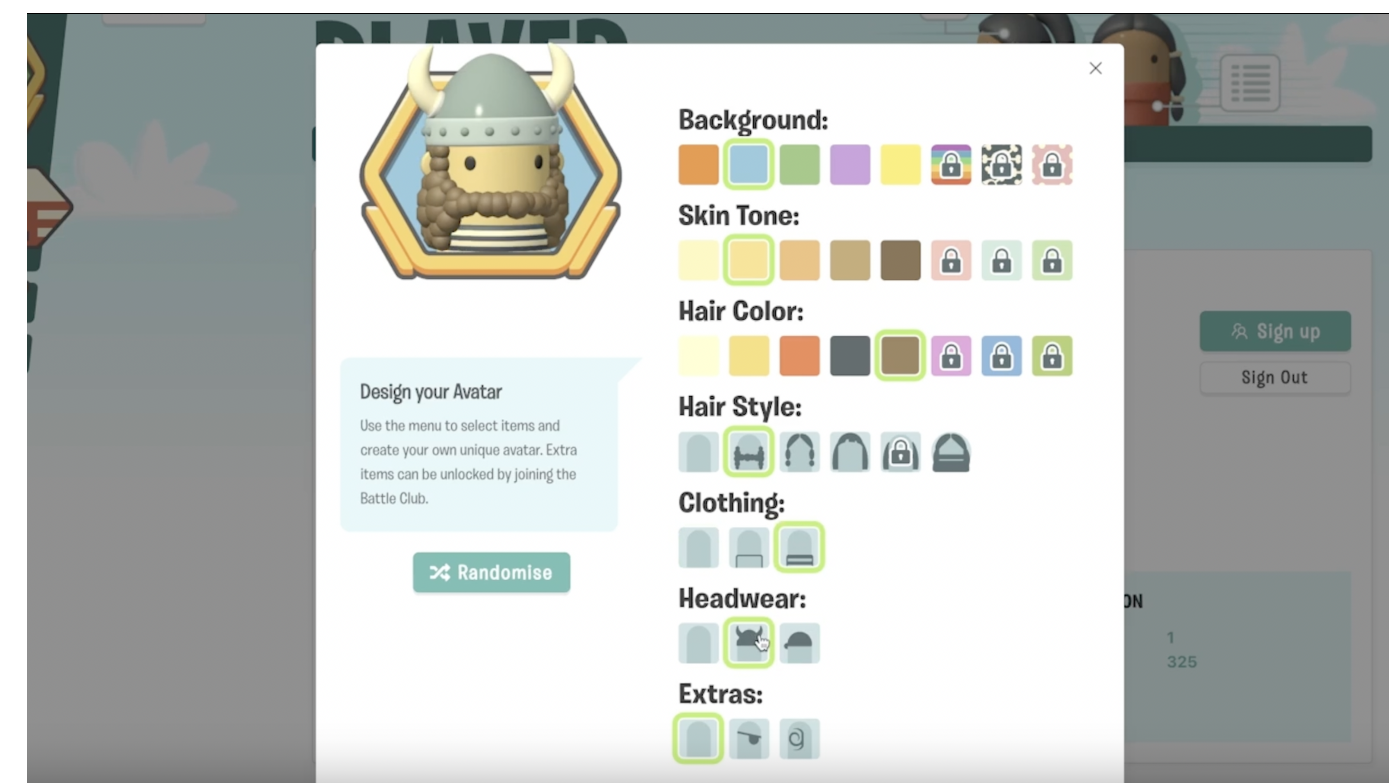 PLAYER
Background:
Skin Tone:
Hair Color:
Hair Style:
Clothing:
Headwear:
Extras:
Design your Avatar
Use the menu to select items and
create your own unique avatar. Extra
items can be unlocked by joining the
Battle Club.
Randomise
Sign up
Sign Out
ON
1
325